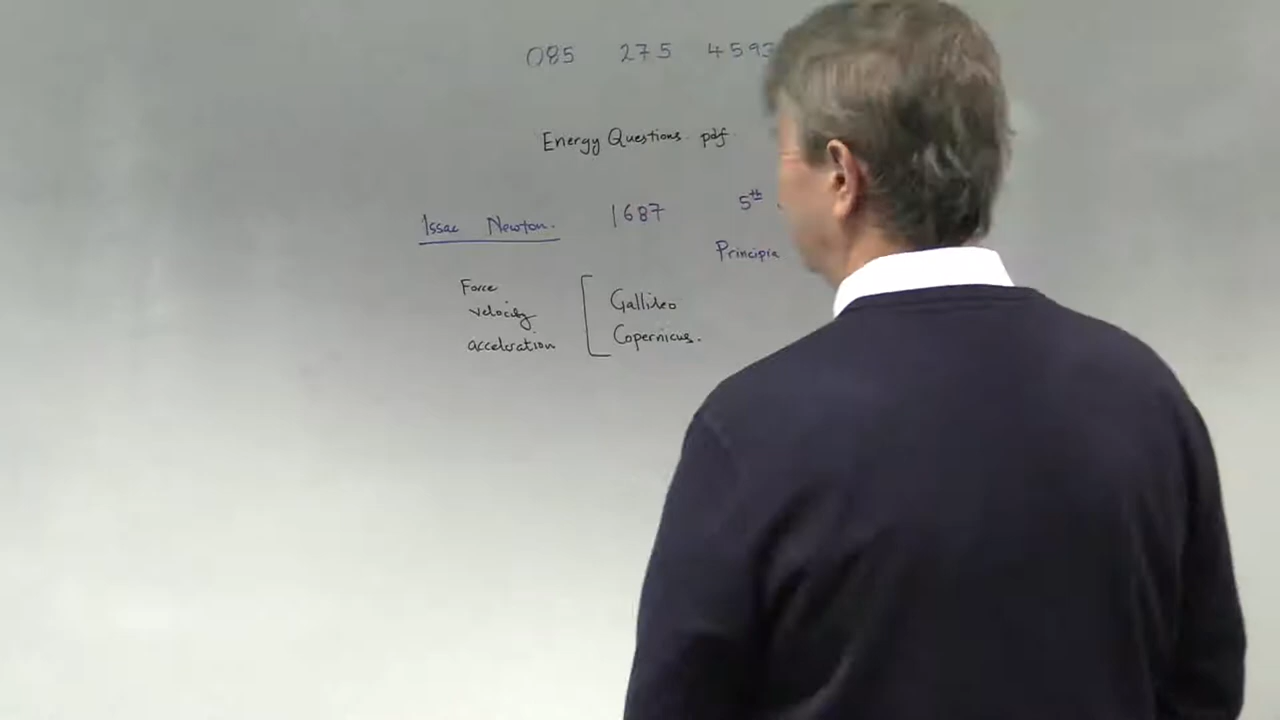 085 275 4593
Energy Questions. pdf.
Issac Newton. 1687 5th
Principia
Force
velocity
acceleration
Gallileo
Copernicus.